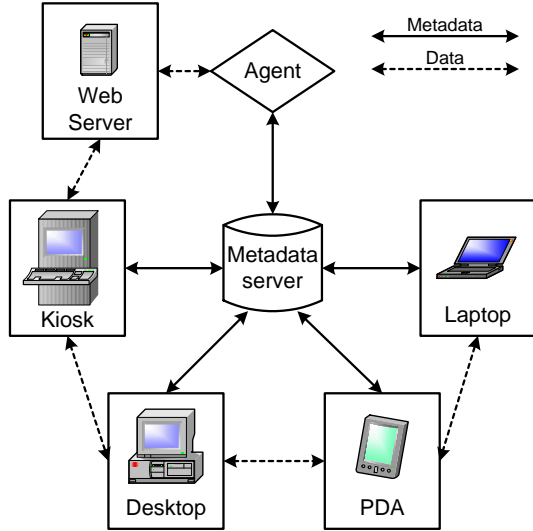 Metadata
Data
Agent
Web
Server
Metadata
server
Kiosk
Laptop
Desktop
PDA